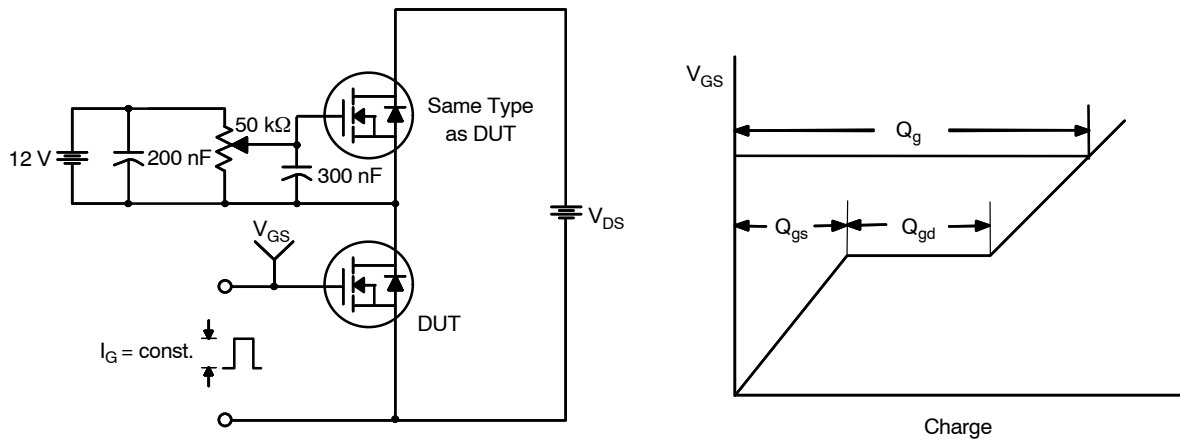 Same Type
as DUT
50 kΩ
12 V
200 nF
300 nF
V_DS
V_GS
DUT
I_G = const.
V_GS
Q_g
Q_gs
Q_gd
Charge